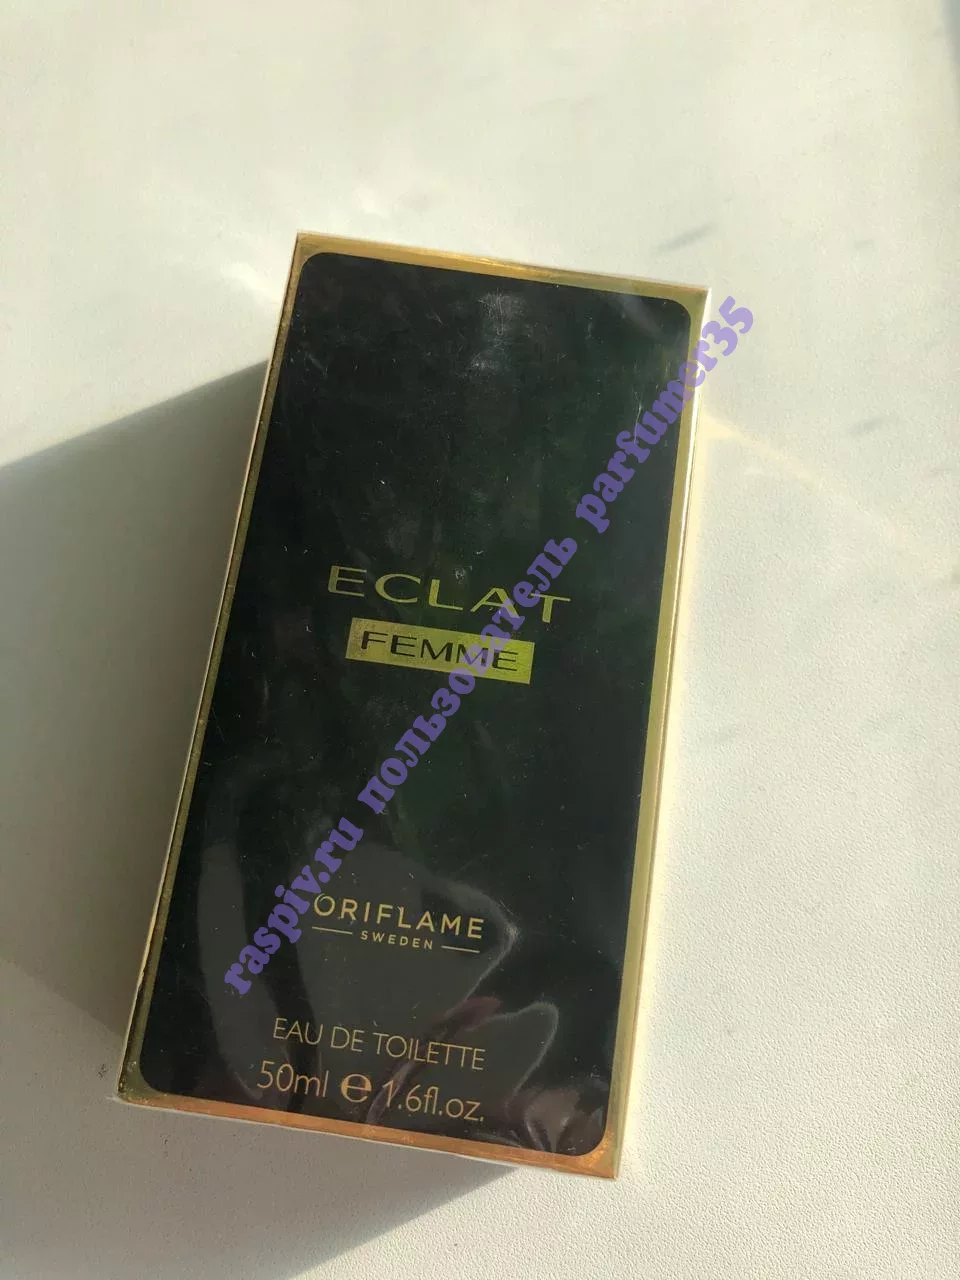 ECLAT
FEMME
ORIFLAME
SWEDEN
EAU DE TOILETTE
50ml e 1.6fl.oz.
raspiv.ru пользователь parfumer35